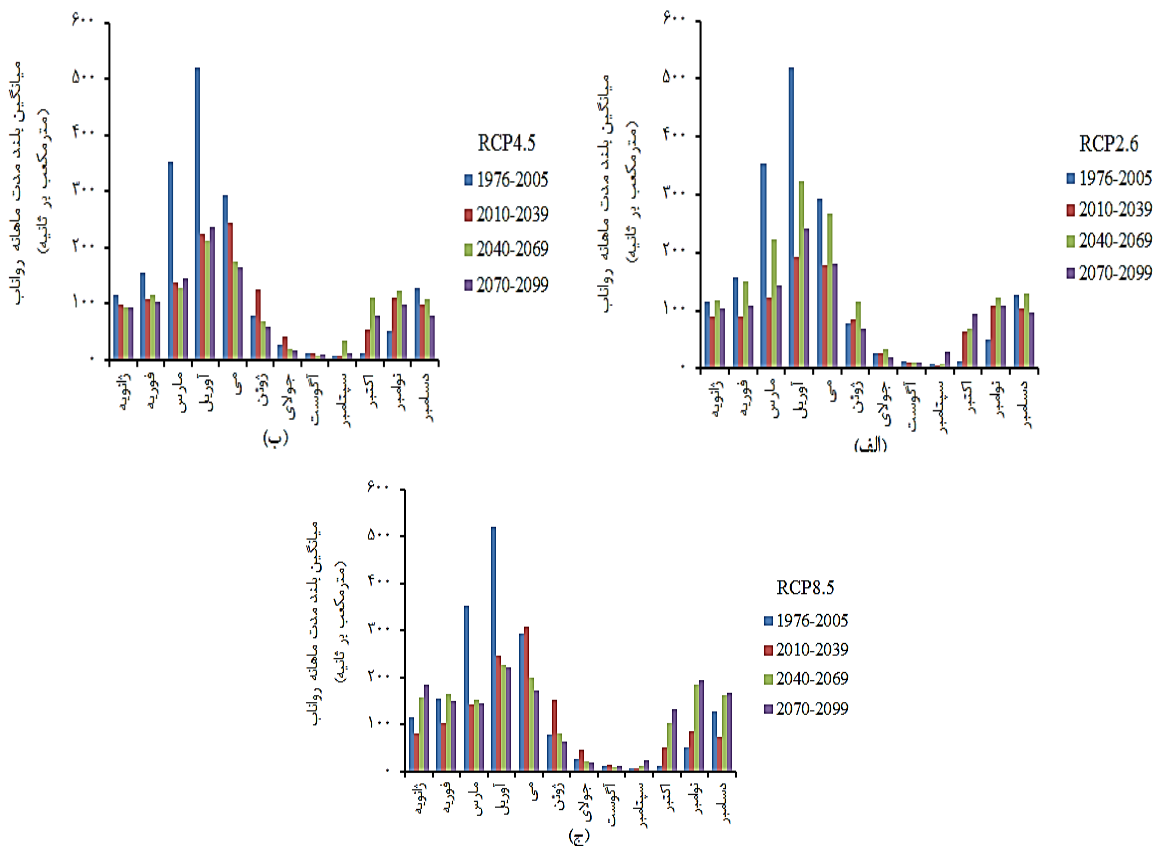 ۶۰۰
۵۰۰
۴۰۰
۳۰۰
۲۰۰
۱۰۰
۰
میانگین بلند مدت ماهانه رواناب
(مترمکعب بر ثانیه)
ژانویه
فوریه
مارس
آوریل
می
ژوئن
جولای
آگوست
سپتامبر
اکتبر
نوامبر
دسامبر
RCP2.6
1976-2005
2010-2039
2040-2069
2070-2099
(الف)
۶۰۰
۵۰۰
۴۰۰
۳۰۰
۲۰۰
۱۰۰
۰
میانگین بلند مدت ماهانه رواناب
(مترمکعب بر ثانیه)
ژانویه
فوریه
مارس
آوریل
می
ژوئن
جولای
آگوست
سپتامبر
اکتبر
نوامبر
دسامبر
RCP4.5
1976-2005
2010-2039
2040-2069
2070-2099
(ب)
۶۰۰
۵۰۰
۴۰۰
۳۰۰
۲۰۰
۱۰۰
۰
میانگین بلند مدت ماهانه رواناب
(مترمکعب بر ثانیه)
ژانویه
فوریه
مارس
آوریل
می
ژوئن
جولای
آگوست
سپتامبر
اکتبر
نوامبر
دسامبر
RCP8.5
1976-2005
2010-2039
2040-2069
2070-2099
(ج)